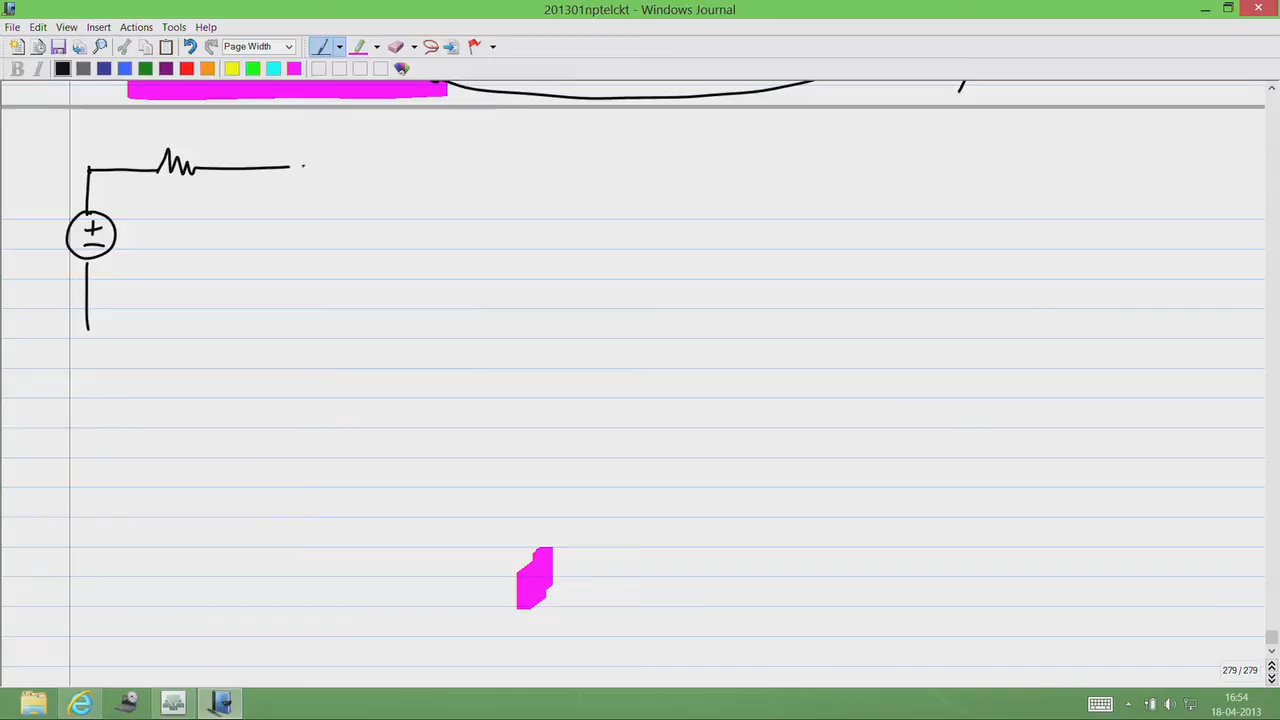 201301nptelckt - Windows Journal
File Edit View Insert Actions Tools Help
Page Width
B I
+
−
279 / 279
16:54
18-04-2013